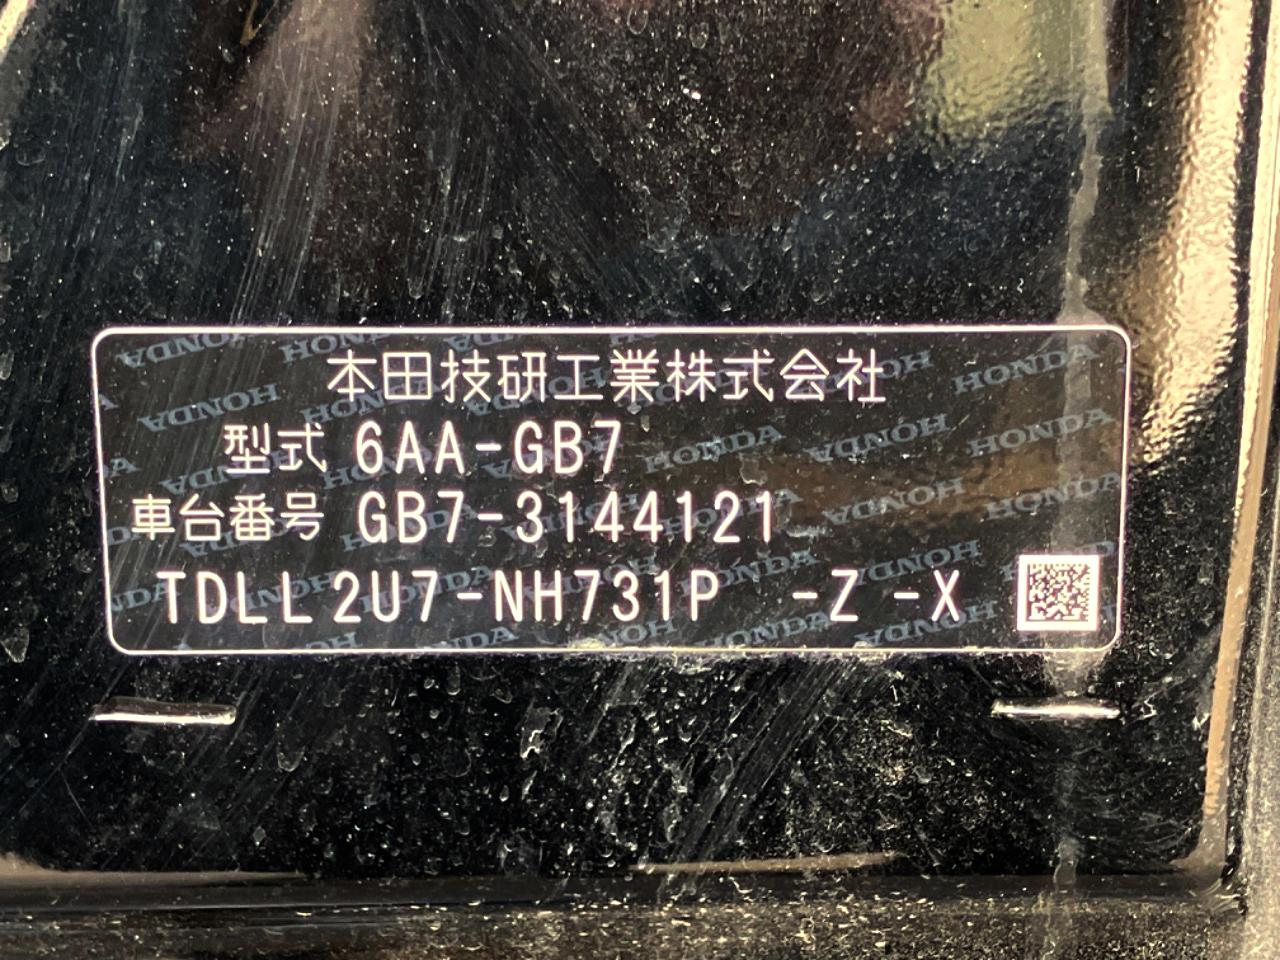 本田技研工業株式会社
型式 6AA-GB7
車台番号 GB7-3144121
TDLL2U7-NH731P -Z -X